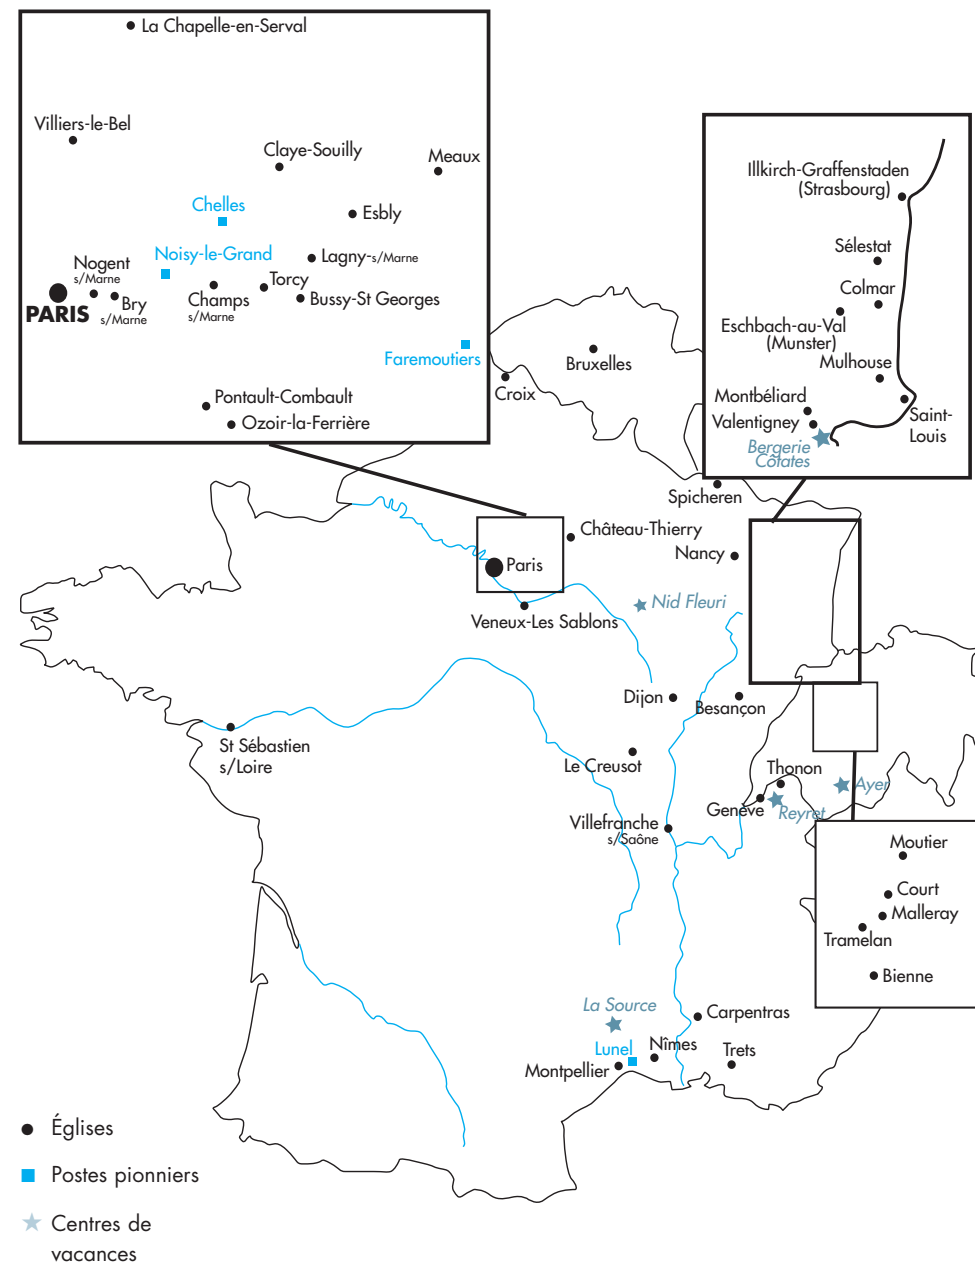 La Chapelle-en-Serval
Villiers-le-Bel
Claye-Souilly
Meaux
Chelles
Esbly
Noisy-le-Grand
Lagny-s/Marne
Nogent
s/Marne
Torcy
PARIS
Bry
s/Marne
Champs
s/Marne
Bussy-St Georges
Faremoutiers
Pontault-Combault
Ozoir-la-Ferrière
Illkirch-Graffenstaden
(Strasbourg)
Sélestat
Colmar
Eschbach-au-Val
(Munster)
Mulhouse
Montbéliard
Valentigney
Saint-
Louis
Bergerie
Côtates
Bruxelles
Croix
Spicheren
Château-Thierry
Nancy
Paris
Nid Fleuri
Veneux-Les Sablons
Dijon
Besançon
St Sébastien
s/Loire
Le Creusot
Thonon
Ayer
Genève
Reyret
Villefranche
s/Saône
Moutier
Court
Malleray
Tramelan
Bienne
La Source
Carpentras
Lunel
Nîmes
Trets
Montpellier
Églises
Postes pionniers
Centres de
vacances